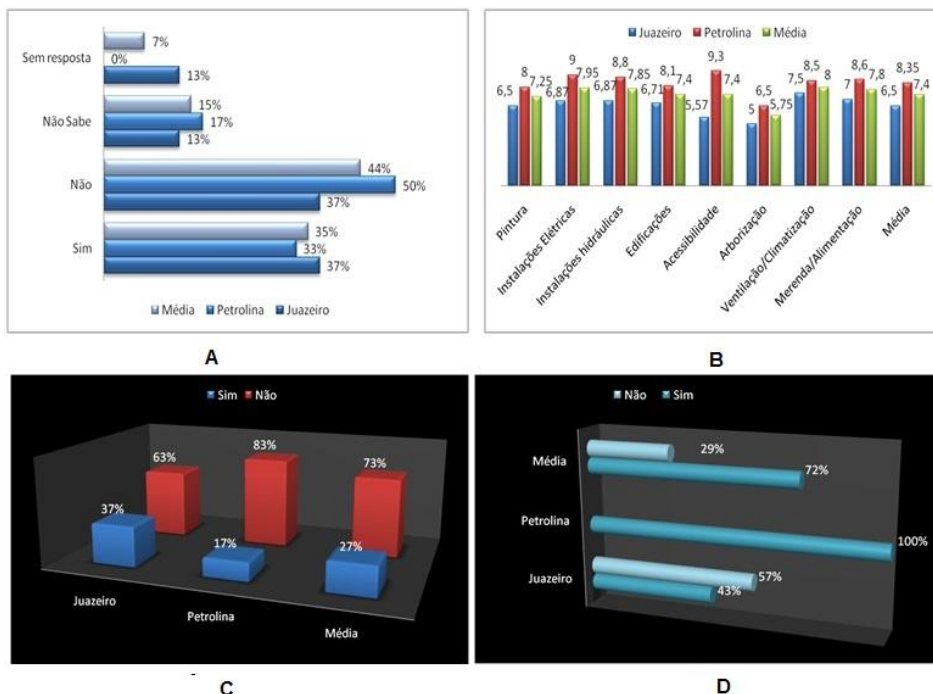 Sem resposta
7%
0%
13%
Não Sabe
15%
17%
13%
Não
44%
50%
37%
Sim
35%
33%
37%
Média Petrolina Juazeiro
A
Juazeiro Petrolina Média
6,5 8 7,25
6,87 9 7,95
6,87 8,8 7,85
6,71 8,1 7,4
5,57 9,3 7,4
5 6,5 5,75
7,5 8,5 8
7 8,6 7,8
6,5 8,35 7,4
Pintura
Instalações Elétricas
Instalações hidráulicas
Edificações
Acessibilidade
Arborização
Ventilação/Climatização
Merenda/Alimentação
Média
B
Sim Não
63% 83% 73%
37% 17% 27%
Juazeiro
Petrolina
Média
C
Não Sim
Média
29%
72%
Petrolina
100%
Juazeiro
57%
43%
D